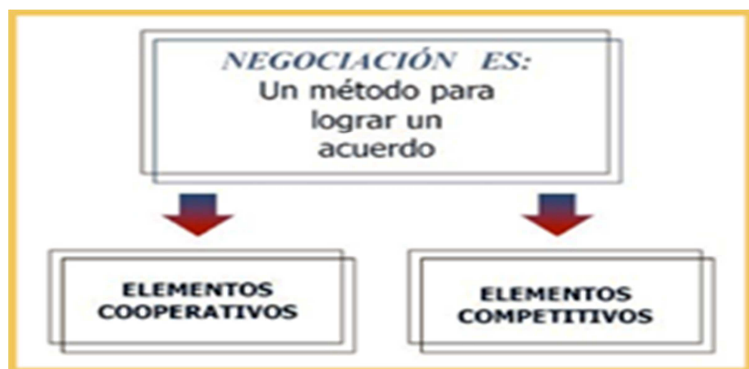 NEGOCIACIÓN ES:
Un método para
lograr un
acuerdo
ELEMENTOS
COOPERATIVOS
ELEMENTOS
COMPETITIVOS